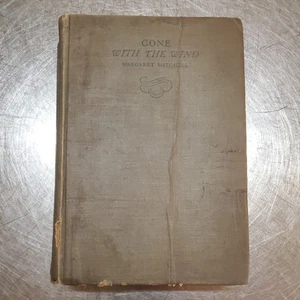 GONE
WITH THE WIND
MARGARET MITCHELL